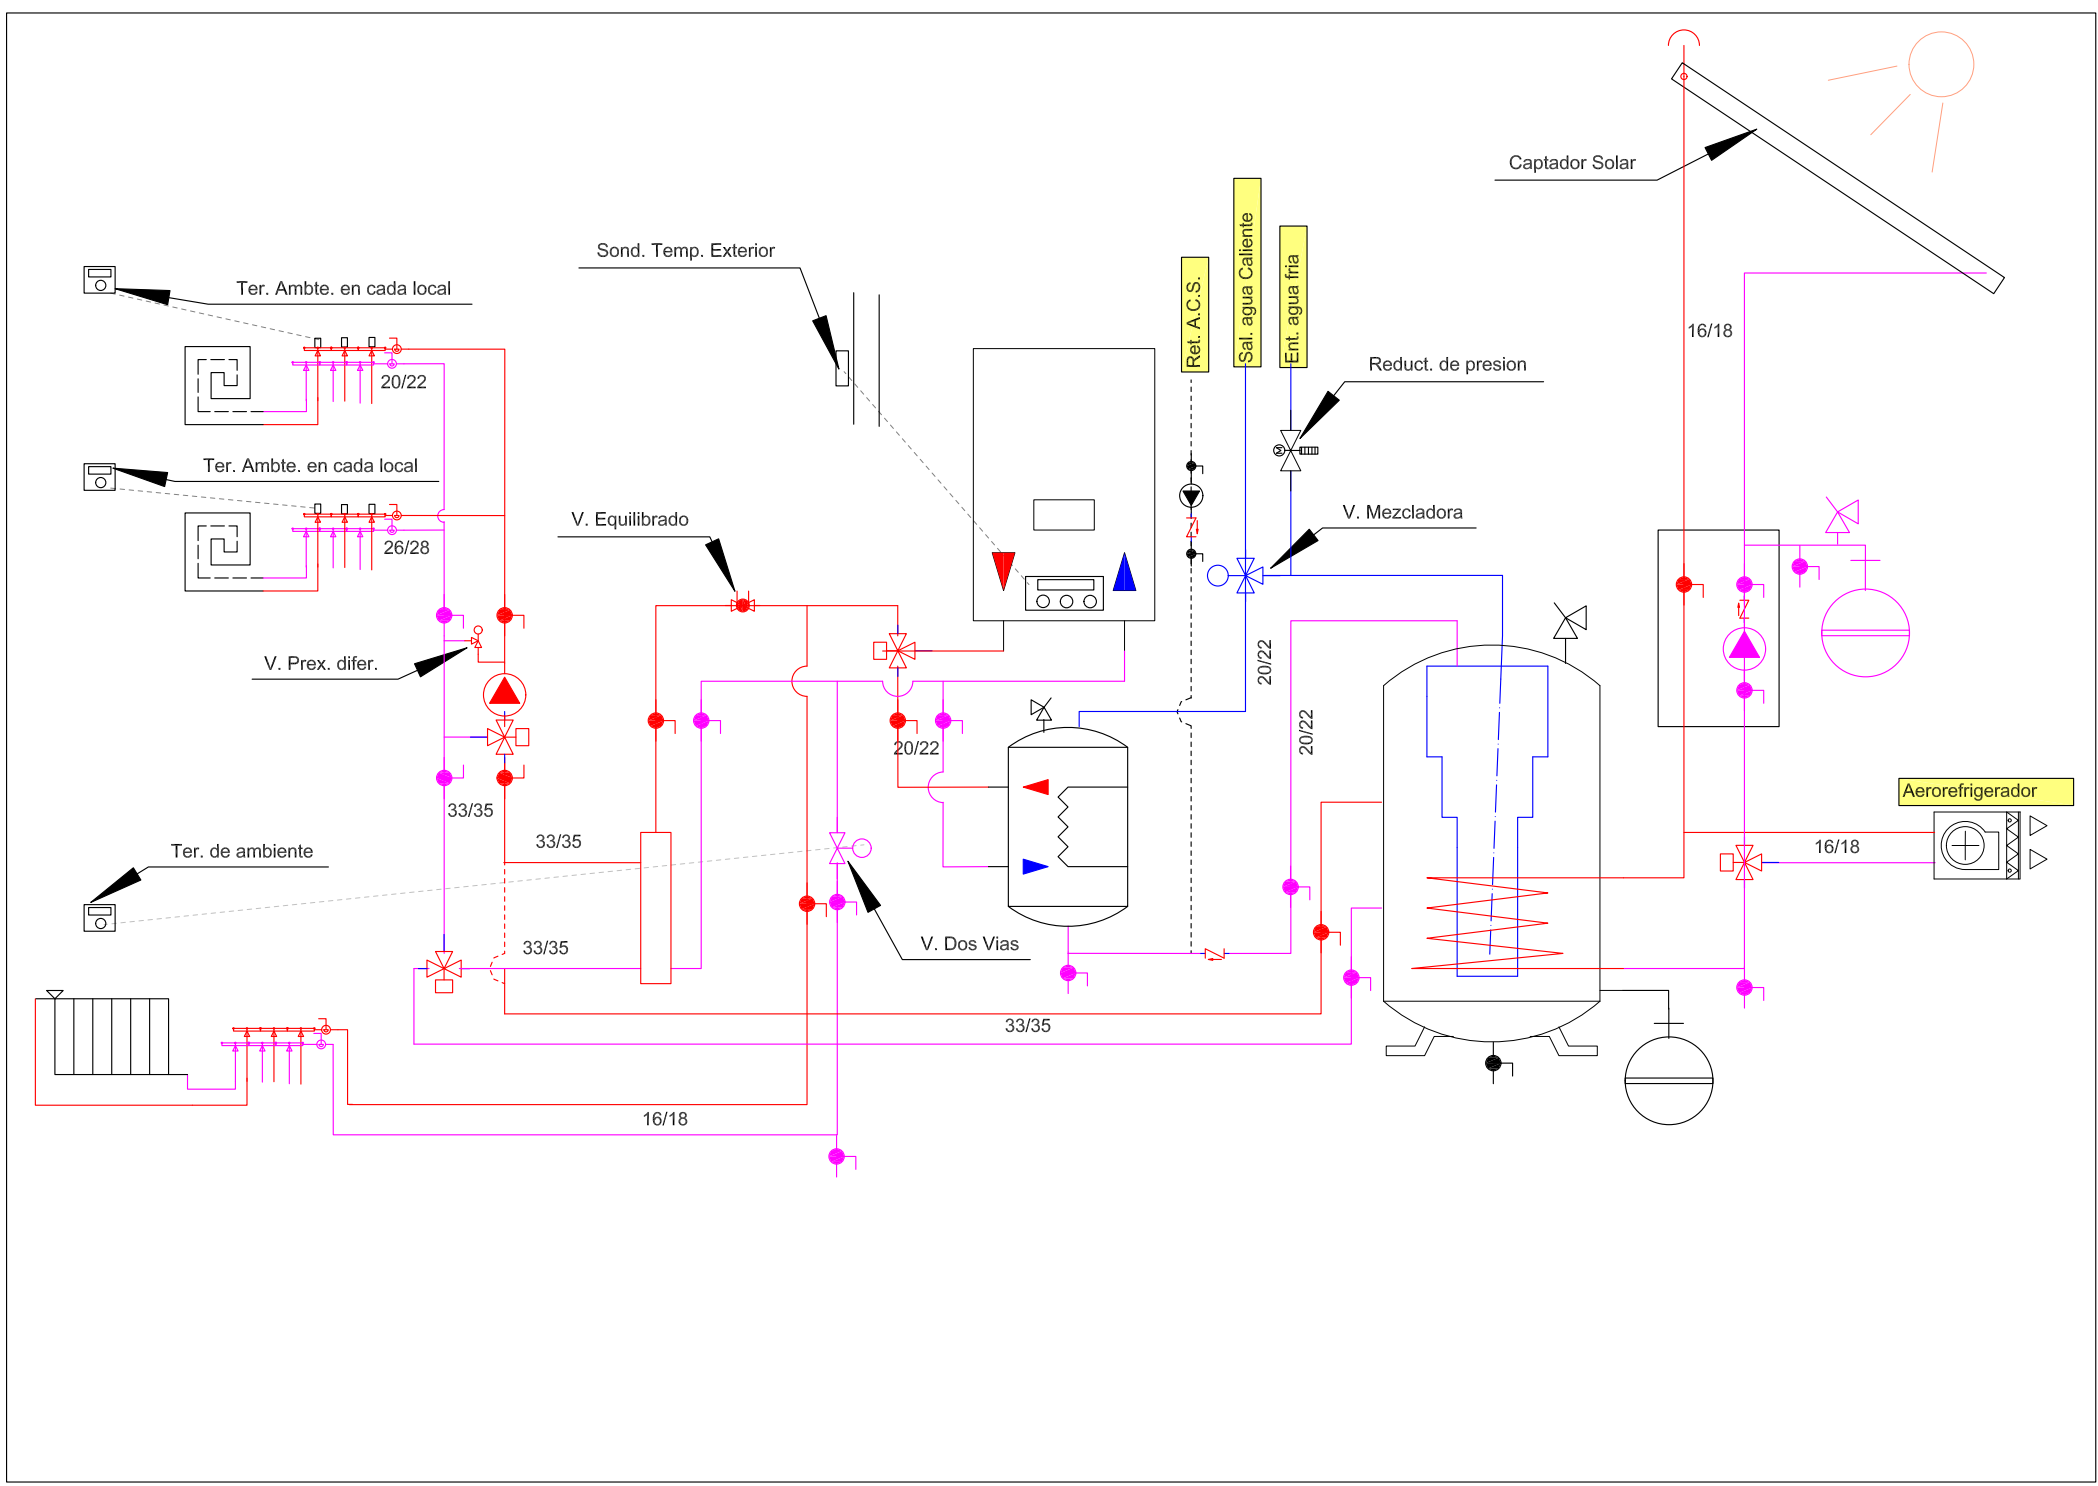 Captador Solar
Sal. agua Caliente
Ent. agua fria
Ret. A.C.S.
Sond. Temp. Exterior
Ter. Ambte. en cada local
16/18
Reduct. de presion
20/22
Ter. Ambte. en cada local
M
V. Equilibrado
V. Mezcladora
26/28
V. Prex. difer.
20/22
20/22
20/22
Aerorefrigerador
33/35
33/35
16/18
Ter. de ambiente
33/35
V. Dos Vias
33/35
16/18